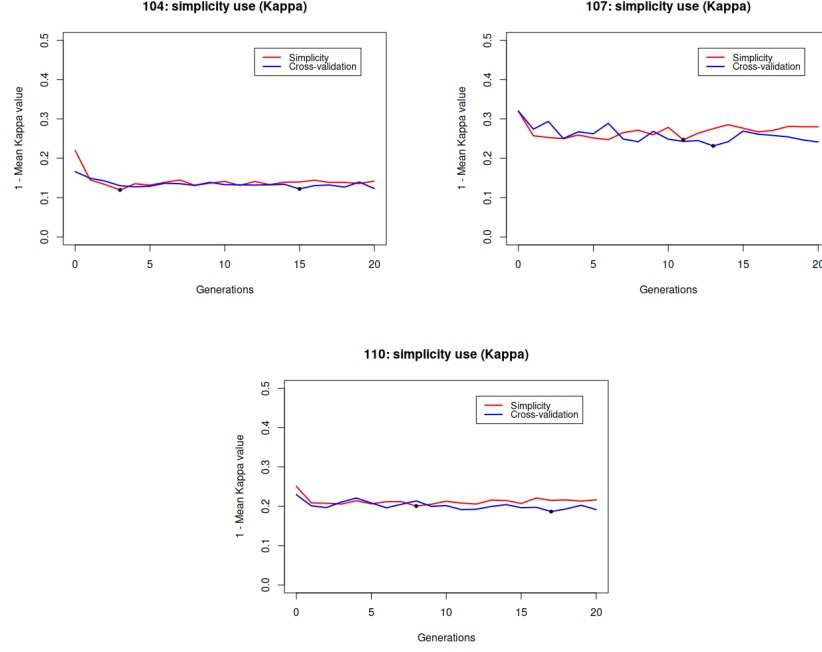 104: simplicity use (Kappa)
1 - Mean Kappa value
0.0 0.1 0.2 0.3 0.4 0.5
Simplicity
Cross-validation
0 5 10 15 20
Generations
107: simplicity use (Kappa)
1 - Mean Kappa value
0.0 0.1 0.2 0.3 0.4 0.5
Simplicity
Cross-validation
0 5 10 15 20
Generations
110: simplicity use (Kappa)
1 - Mean Kappa value
0.0 0.1 0.2 0.3 0.4 0.5
Simplicity
Cross-validation
0 5 10 15 20
Generations